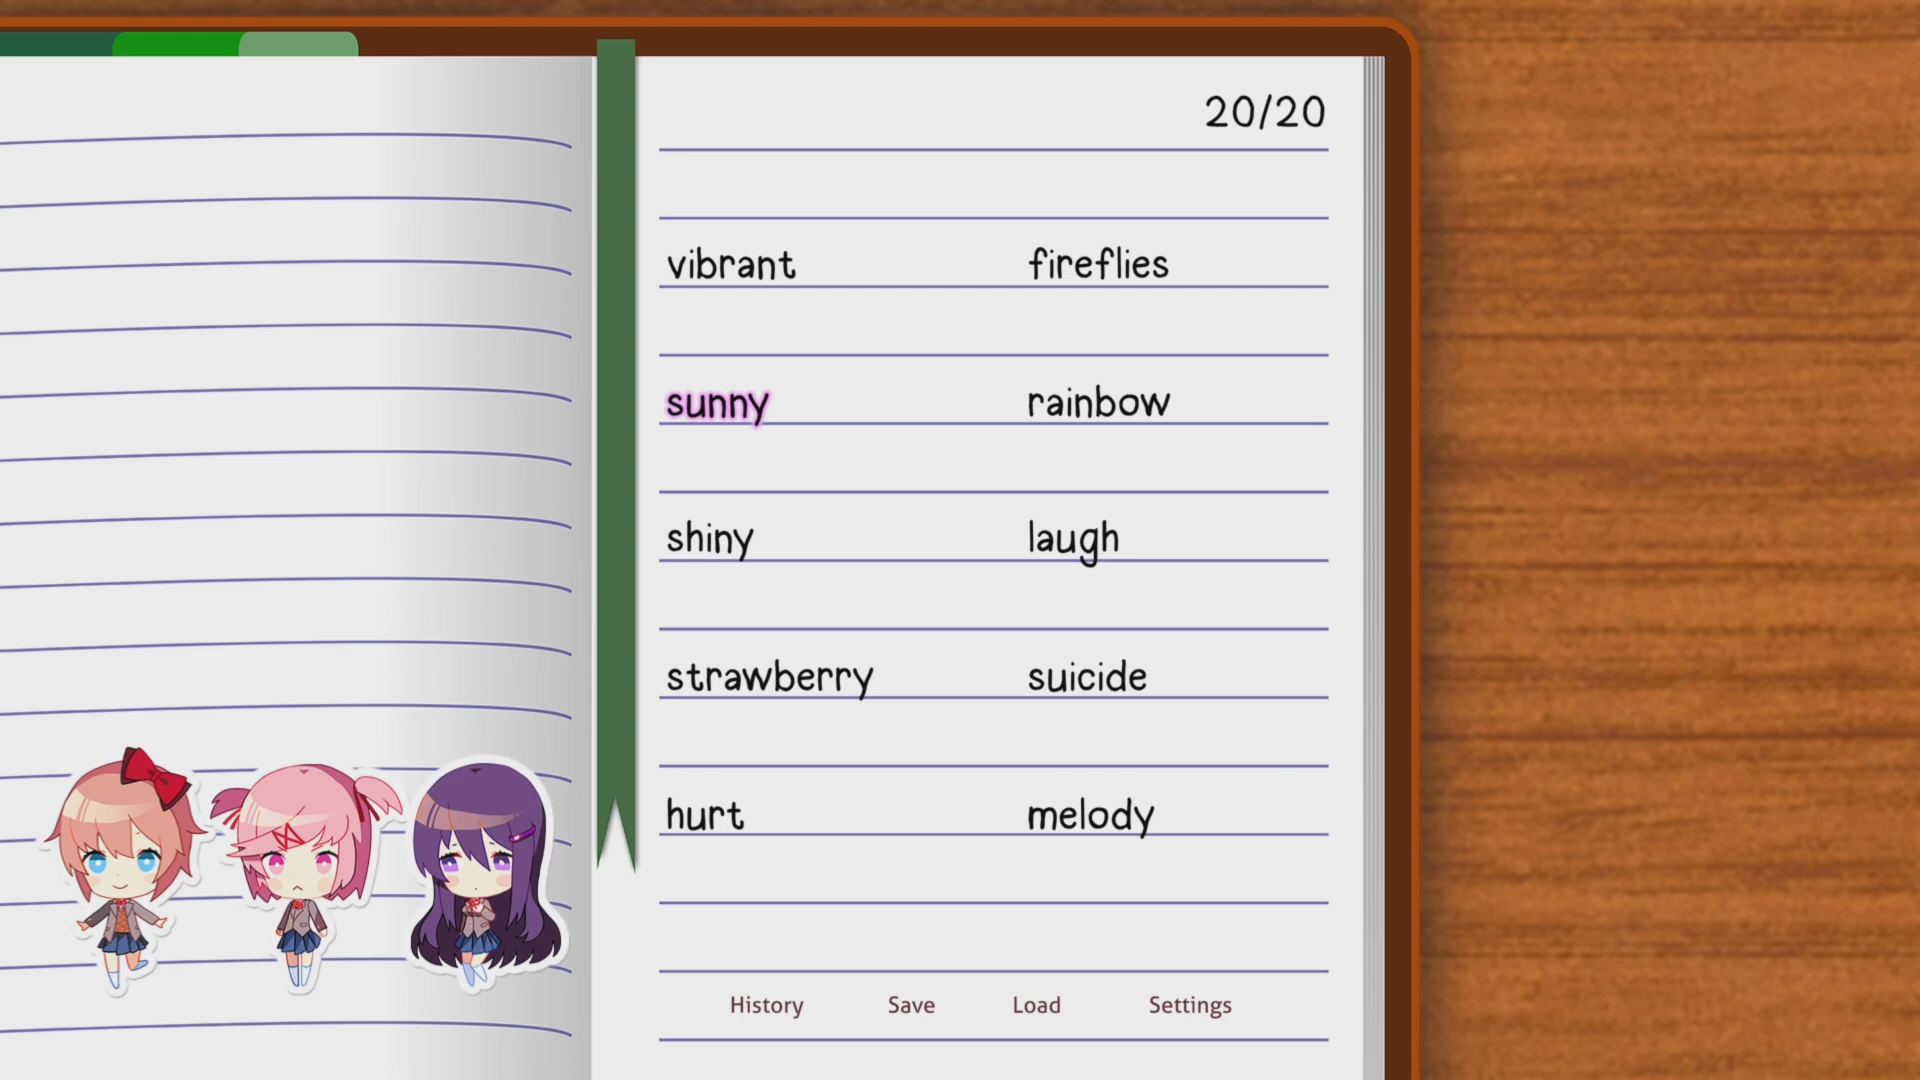 20/20
vibrant fireflies
sunny rainbow
shiny laugh
strawberry suicide
hurt melody
History Save Load Settings